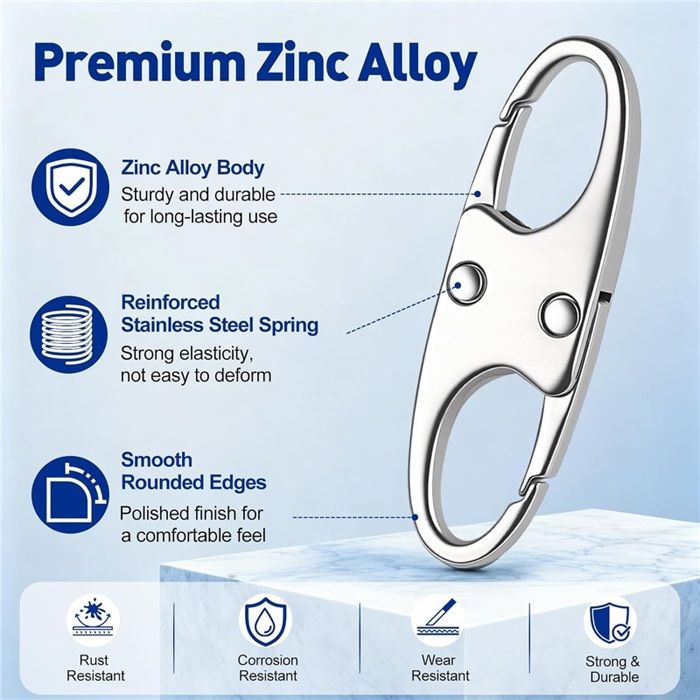 Premium Zinc Alloy
Zinc Alloy Body
Sturdy and durable
for long-lasting use
Reinforced
Stainless Steel Spring
Strong elasticity,
not easy to deform
Smooth
Rounded Edges
Polished finish for
a comfortable feel
Rust
Resistant
Corrosion
Resistant
Wear
Resistant
Strong &
Durable